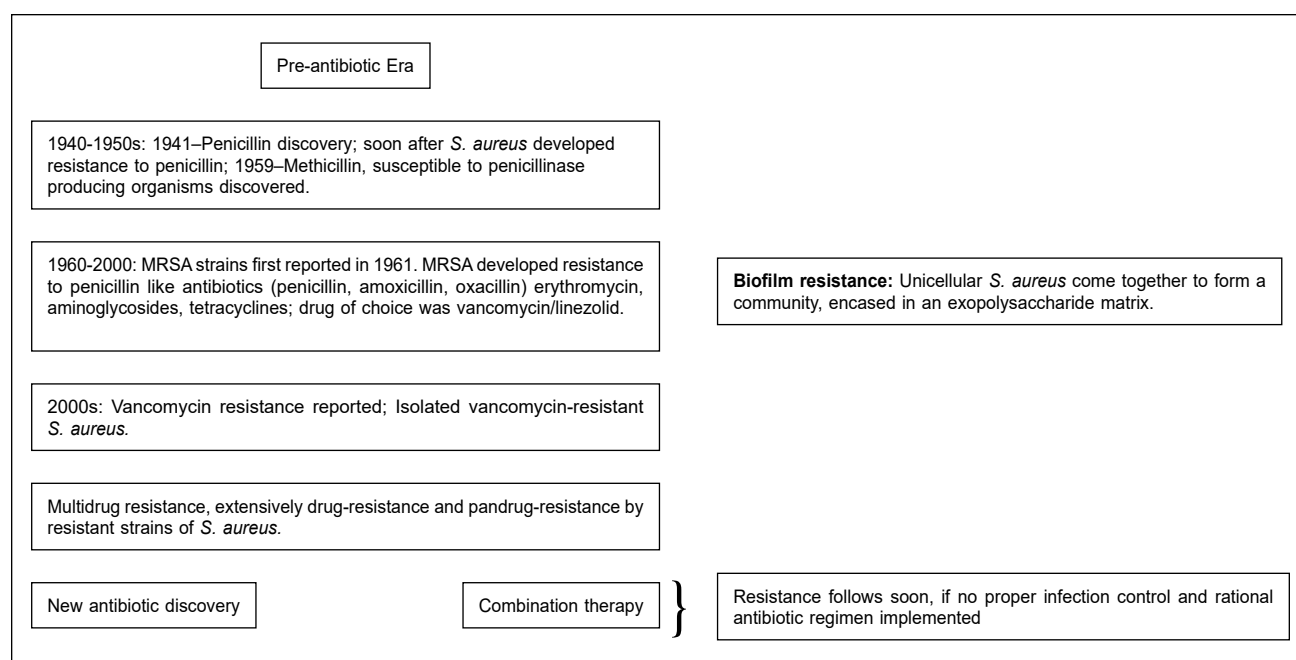 Pre-antibiotic Era
1940-1950s: 1941–Penicillin discovery; soon after S. aureus developed
resistance to penicillin; 1959–Methicillin, susceptible to penicillinase
producing organisms discovered.
1960-2000: MRSA strains first reported in 1961. MRSA developed resistance
to penicillin like antibiotics (penicillin, amoxicillin, oxacillin) erythromycin,
aminoglycosides, tetracyclines; drug of choice was vancomycin/linezolid.
Biofilm resistance: Unicellular S. aureus come together to form a
community, encased in an exopolysaccharide matrix.
2000s: Vancomycin resistance reported; Isolated vancomycin-resistant
S. aureus.
Multidrug resistance, extensively drug-resistance and pandrug-resistance by
resistant strains of S. aureus.
New antibiotic discovery
Combination therapy
}
Resistance follows soon, if no proper infection control and rational
antibiotic regimen implemented